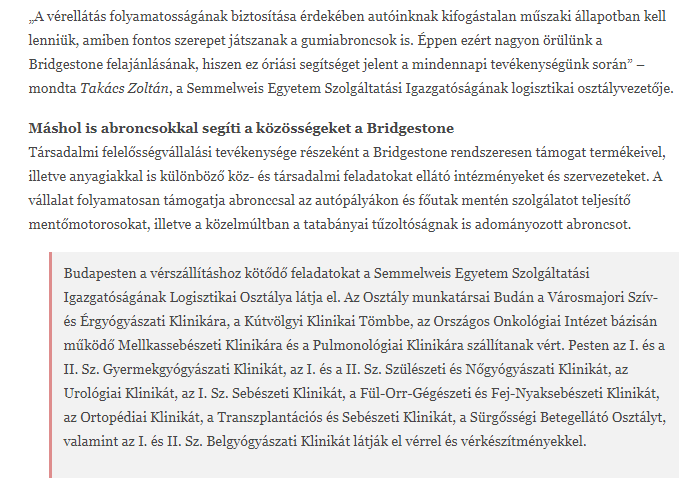 „A vérellátás folyamatosságának biztosítása érdekében autóinknak kifogástalan műszaki állapotban kell
lenniük, amiben fontos szerepet játszanak a gumiabroncsok is. Éppen ezért nagyon örülünk a
Bridgestone felajánlásának, hiszen ez óriási segítséget jelent a mindennapi tevékenységünk során” –
mondta Takács Zoltán, a Semmelweis Egyetem Szolgáltatási Igazgatóságának logisztikai osztályvezetője.
Máshol is abroncsokkal segíti a közösségeket a Bridgestone
Társadalmi felelősségvállalási tevékenysége részeként a Bridgestone rendszeresen támogat termékeivel,
illetve anyagiakkal is különböző köz- és társadalmi feladatokat ellátó intézményeket és szervezeteket. A
vállalat folyamatosan támogatja abronccsal az autópályákon és főutak mentén szolgálatot teljesítő
mentőmotorosokat, illetve a közelmúltban a tatabányai tűzoltóságnak is adományozott abroncsot.
Budapesten a vérszállításhoz kötődő feladatokat a Semmelweis Egyetem Szolgáltatási
Igazgatóságának Logisztikai Osztálya látja el. Az Osztály munkatársai Budán a Városmajori Szív-
és Érgyógyászati Klinikára, a Kútvölgyi Klinikai Tömbbe, az Országos Onkológiai Intézet bázisán
működő Mellkassebészeti Klinikára és a Pulmonológiai Klinikára szállítanak vért. Pesten az I. és a
II. Sz. Gyermekgyógyászati Klinikát, az I. és a II. Sz. Szülészeti és Nőgyógyászati Klinikát, az
Urológiai Klinikát, az I. Sz. Sebészeti Klinikát, a Fül-Orr-Gégészeti és Fej-Nyaksebészeti Klinikát,
az Ortopédiai Klinikát, a Transzplantációs és Sebészeti Klinikát, a Sürgősségi Betegellátó Osztályt,
valamint az I. és II. Sz. Belgyógyászati Klinikát látják el vérrel és vérkészítményekkel.